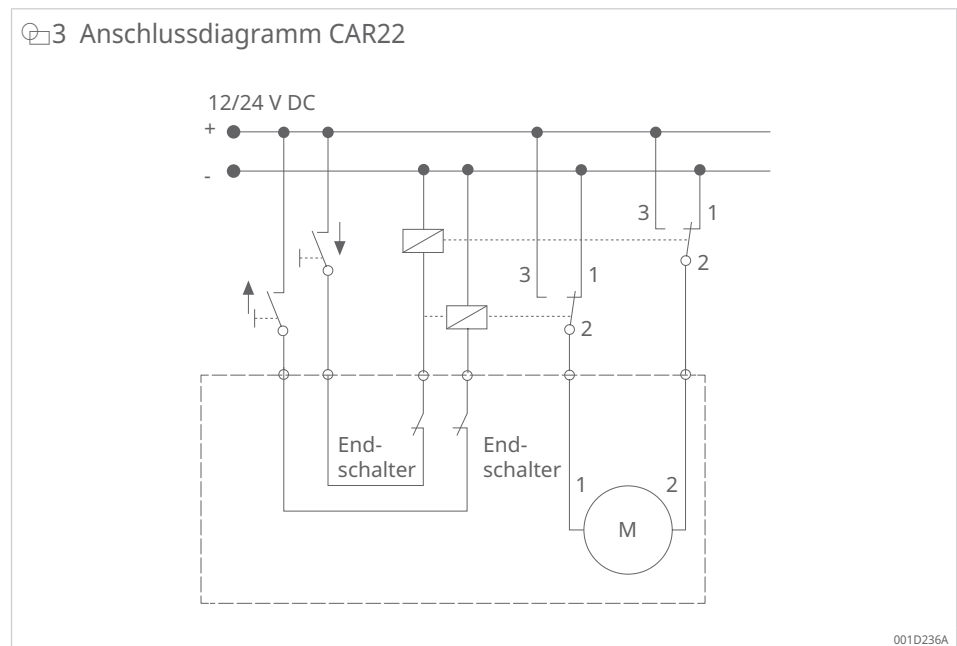 3 Anschlussdiagramm CAR22
12/24 V DC
+
-
3
1
2
3
1
2
End-
schalter
End-
schalter
1
2
M
001D236A